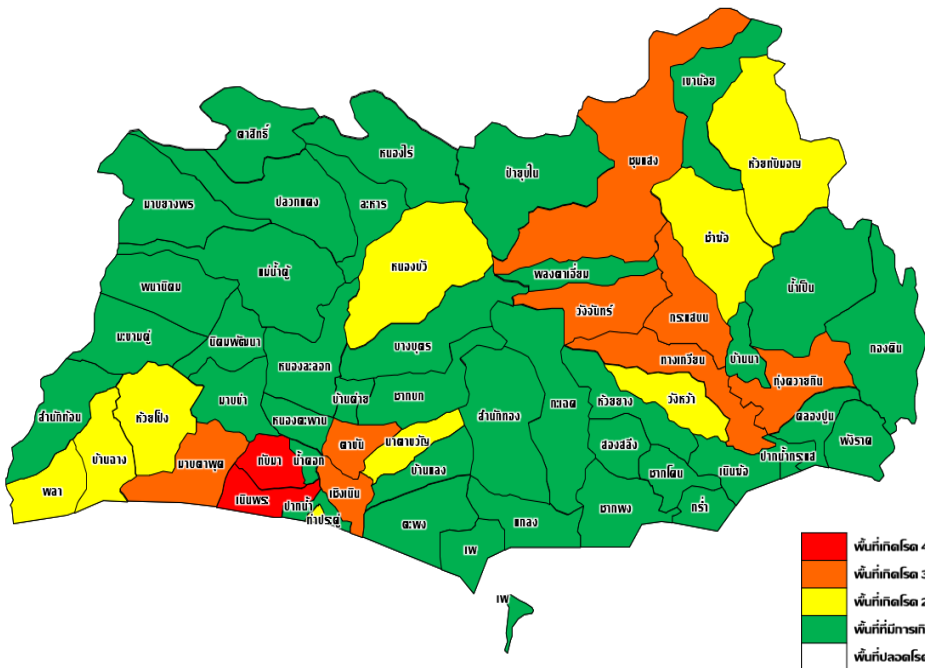 เขาน้อย
ตาสิทธิ์
หนองไร่
ชุมแสง
ห้วยทับมอญ
ป่ายุบใน
มาบยางพร
ปลวกแดง
ละหาร
ชำฆ้อ
หนองบัว
แม่น้ำคู้
พลงตาเอี่ยม
น้ำเป็น
พนานิคม
วังจันทร์
กระแสบน
มะขามคู่
นิคมพัฒนา
บางบุตร
กองดิน
หนองละลอก
ทางเกวียน
บ้านนา
ทุ่งควายกิน
สำนักท้อน
ห้วยโป่ง
มาบข่า
บ้านค่าย
ชากบก
สำนักทอง
กะเฉด
ห้วยยาง
วังหว้า
หนองตะพาน
คลองปูน
บ้านฉาง
ตาขัน
นาตาขวัญ
สองสลึง
พังราด
พลา
มาบตาพุด
ทับมา
น้ำคอก
บ้านแลง
ชากโดน
เนินฆ้อ
ปากน้ำกระแส
เนินพระ
ปากน้ำ
เชิงเนิน
ท่าประดู่
ตะพง
แกลง
ชากพง
กร่ำ
เพ
เพ
พื้นที่เกิดโรค 4
พื้นที่เกิดโรค 3
พื้นที่เกิดโรค 2
พื้นที่ที่มีการเกิ
พื้นที่ปลอดโรค